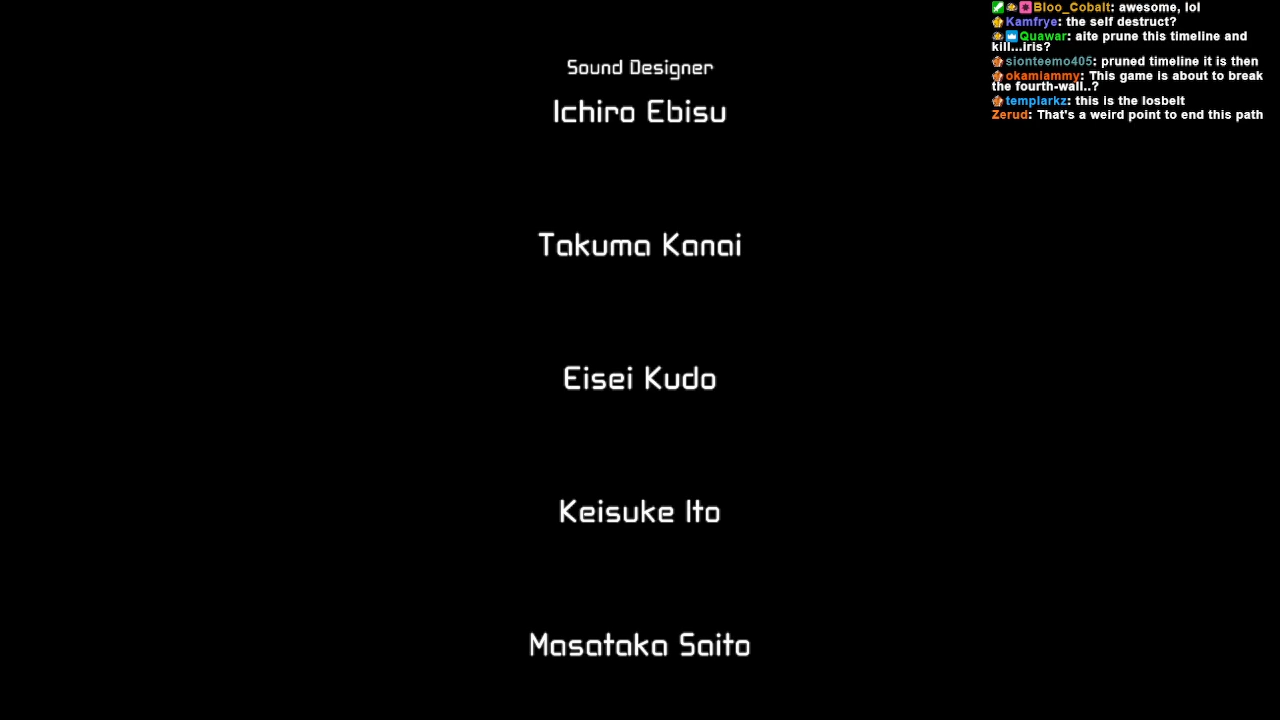 Sound Designer
Ichiro Ebisu
Takuma Kanai
Eisei Kudo
Keisuke Ito
Masataka Saito
Bloo_Cobalt: awesome, lol
Kamfrye: the self destruct?
Quawar: aite prune this timeline and
kill...iris?
sionteemo405: pruned timeline it is then
okamiammy: This game is about to break
the fourth-wall..?
templarkz: this is the losbelt
Zerud: That's a weird point to end this path